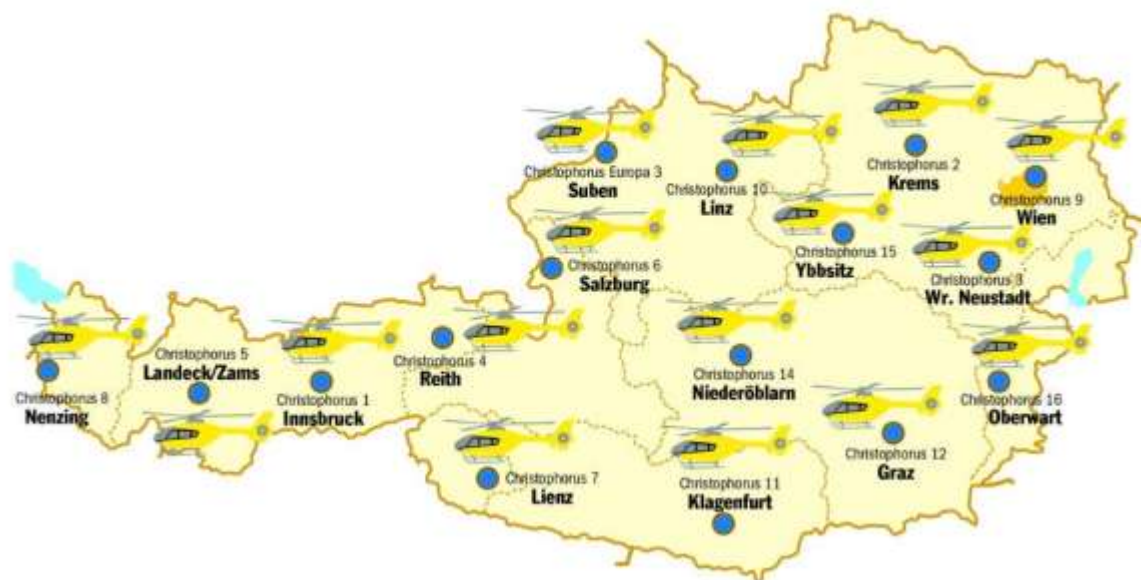 Christophorus 2
Krems
Christophorus Europa 3
Suben
Christophorus 10
Linz
Christophorus 9
Wien
Christophorus 15
Ybbsitz
Christophorus 6
Salzburg
Christophorus 3
Wr. Neustadt
Christophorus 5
Landeck/Zams
Christophorus 4
Reith
Christophorus 14
Niederöblarn
Christophorus 8
Nenzing
Christophorus 1
Innsbruck
Christophorus 16
Oberwart
Christophorus 12
Graz
Christophorus 7
Lienz
Christophorus 11
Klagenfurt